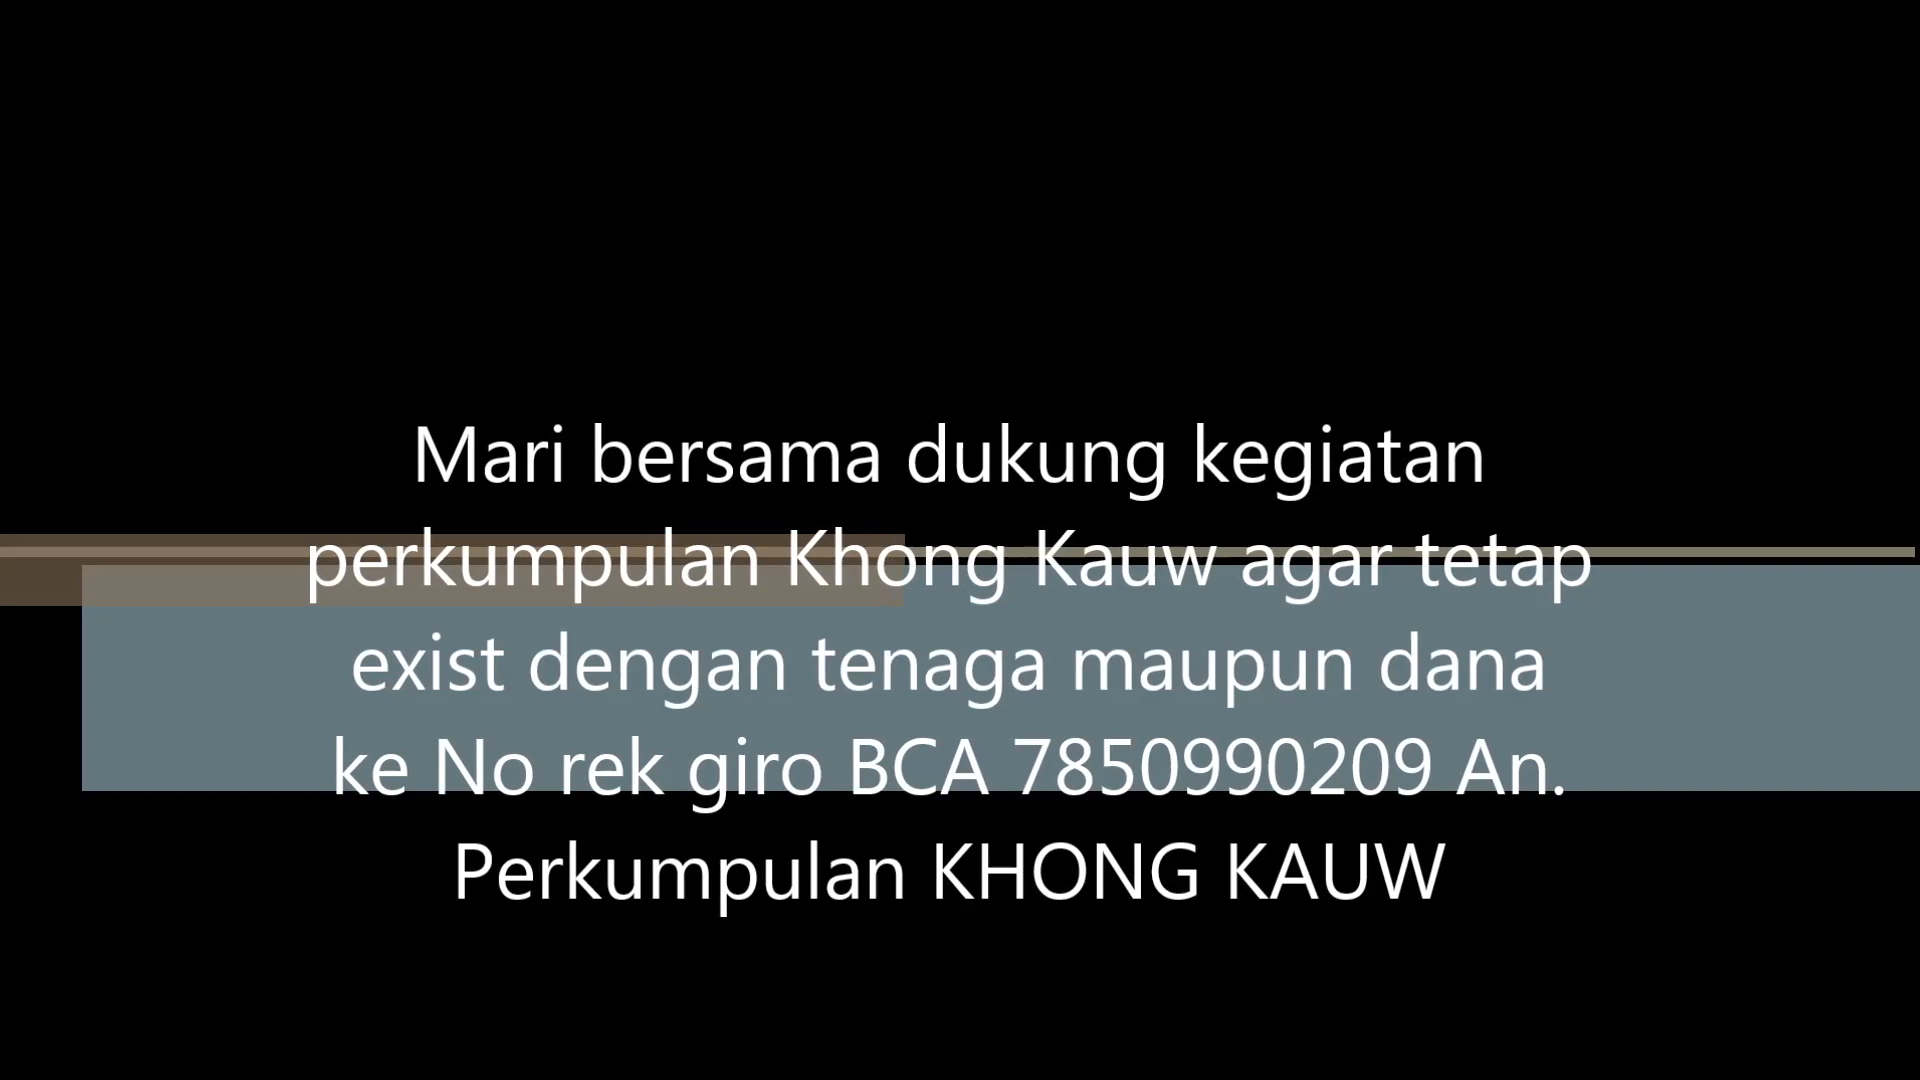 Mari bersama dukung kegiatan
perkumpulan Khong Kauw agar tetap
exist dengan tenaga maupun dana
ke No rek giro BCA 7850990209 An.
Perkumpulan KHONG KAUW